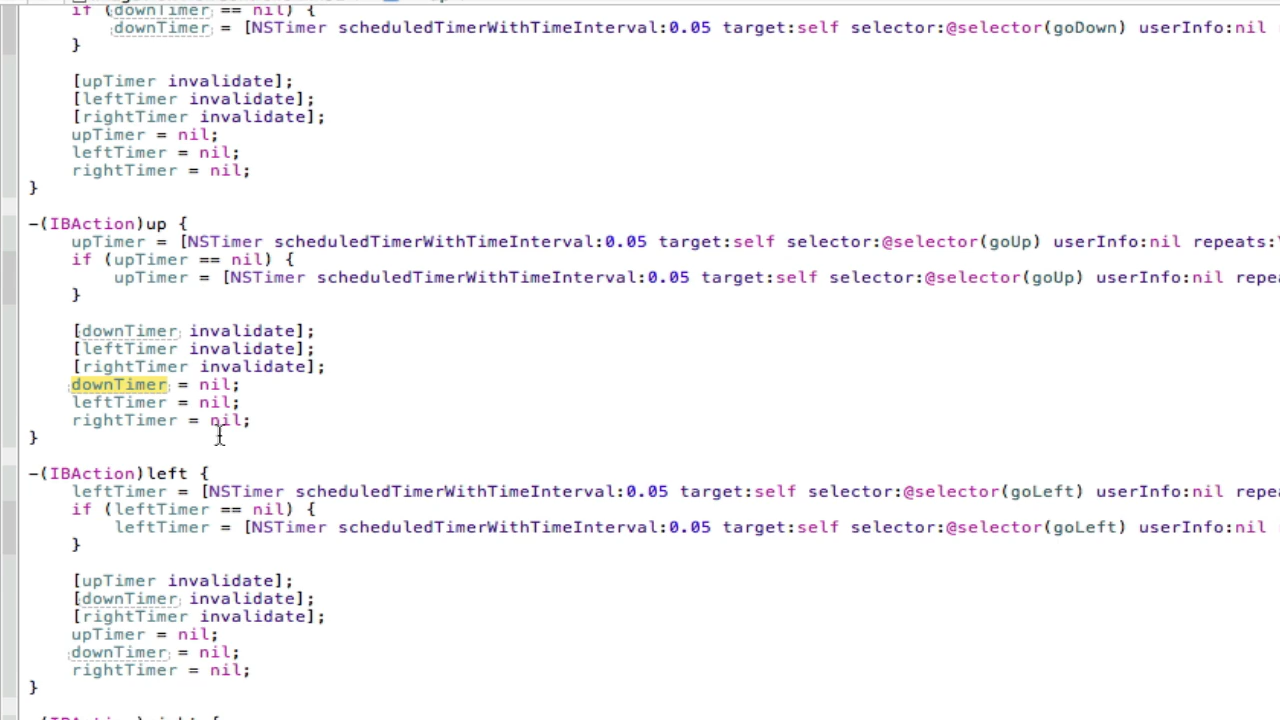 if (downTimer == nil) {
downTimer = [NSTimer scheduledTimerWithTimeInterval:0.05 target:self selector:@selector(goDown) userInfo:nil
}
[upTimer invalidate];
[leftTimer invalidate];
[rightTimer invalidate];
upTimer = nil;
leftTimer = nil;
rightTimer = nil;
}
-(IBAction)up {
upTimer = [NSTimer scheduledTimerWithTimeInterval:0.05 target:self selector:@selector(goUp) userInfo:nil repeats:
if (upTimer == nil) {
upTimer = [NSTimer scheduledTimerWithTimeInterval:0.05 target:self selector:@selector(goUp) userInfo:nil repe
}
[downTimer invalidate];
[leftTimer invalidate];
[rightTimer invalidate];
downTimer = nil;
leftTimer = nil;
rightTimer = nil;
}
-(IBAction)left {
leftTimer = [NSTimer scheduledTimerWithTimeInterval:0.05 target:self selector:@selector(goLeft) userInfo:nil repe
if (leftTimer == nil) {
leftTimer = [NSTimer scheduledTimerWithTimeInterval:0.05 target:self selector:@selector(goLeft) userInfo:nil
}
[upTimer invalidate];
[downTimer invalidate];
[rightTimer invalidate];
upTimer = nil;
downTimer = nil;
rightTimer = nil;
}